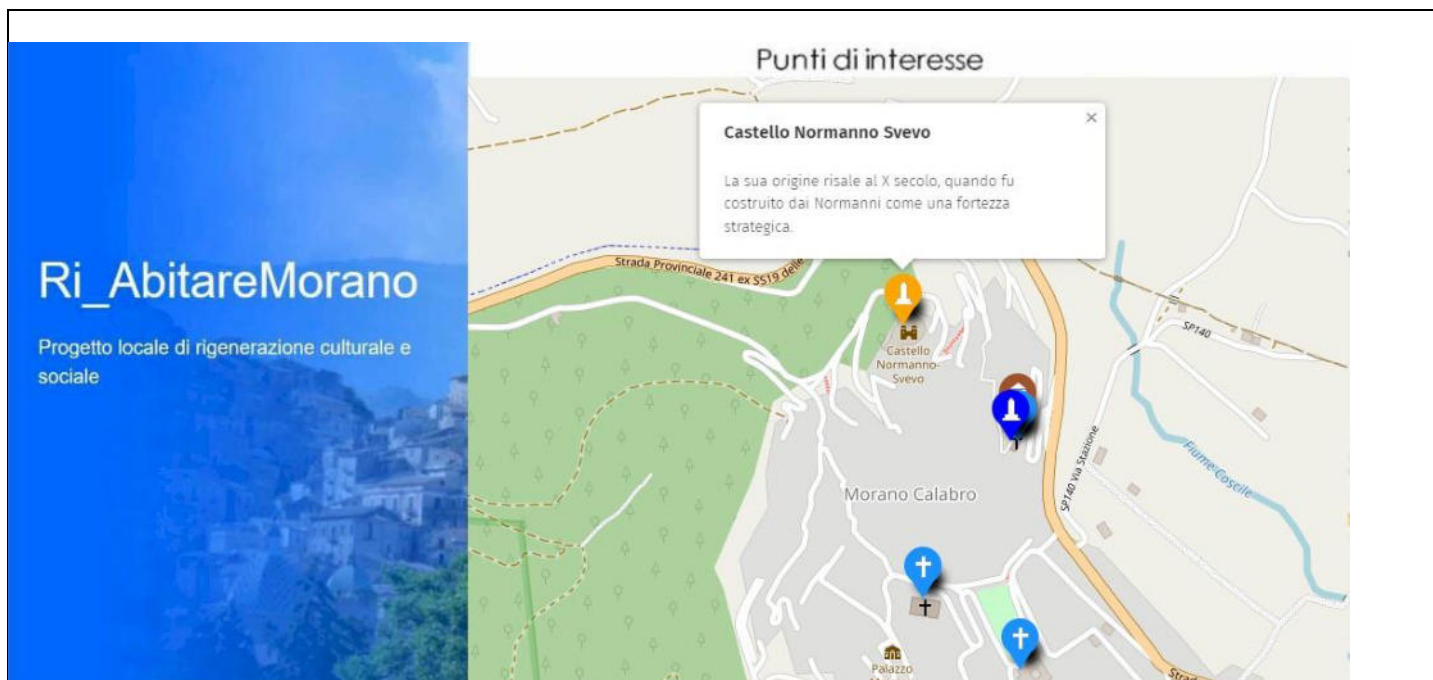 Punti di interesse
Castello Normanno Svevo
×
La sua origine risale al X secolo, quando fu
costruito dai Normanni come una fortezza
strategica.
Ri_AbitareMorano
Progetto locale di rigenerazione culturale e
sociale
Strada Provinciale 241 ex SS19 delle
SP140
Castello
Normanno-
Svevo
Morano Calabro
SP140 Via Stazione
Fiume Coscile
Palazzo